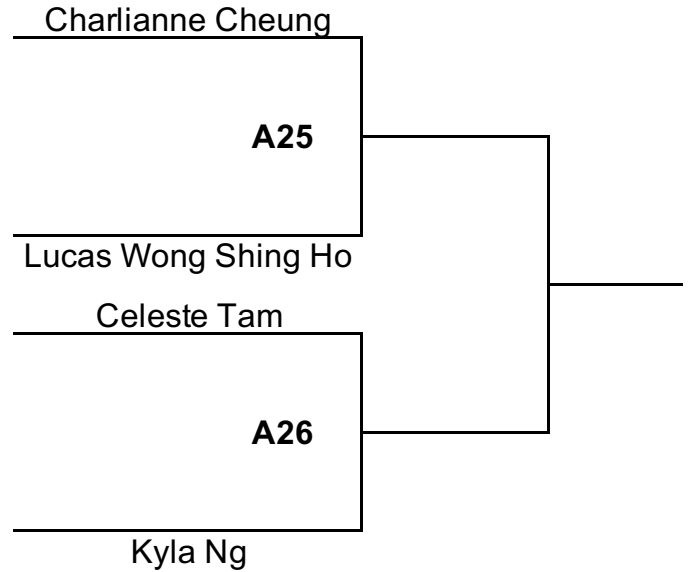 Charlianne Cheung
A25
Lucas Wong Shing Ho
Celeste Tam
A26
Kyla Ng